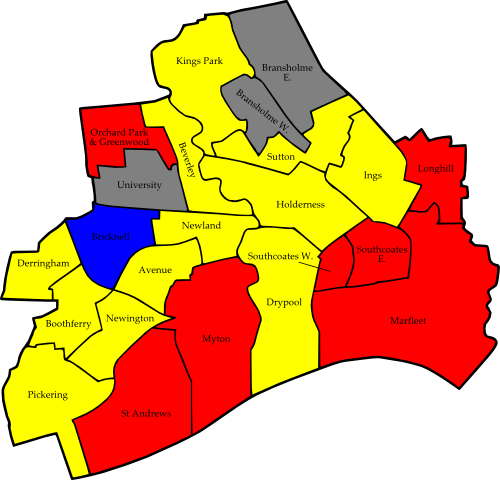 Kings Park
Bransholme
E.
Bransholme W.
Orchard Park
& Greenwood
Beverley
Sutton
Longhill
Ings
University
Holderness
Newland
Bricknell
Southcoates W.
Southcoates
E.
Derringham
Avenue
Drypool
Boothferry
Newington
Marfleet
Myton
Pickering
St Andrews